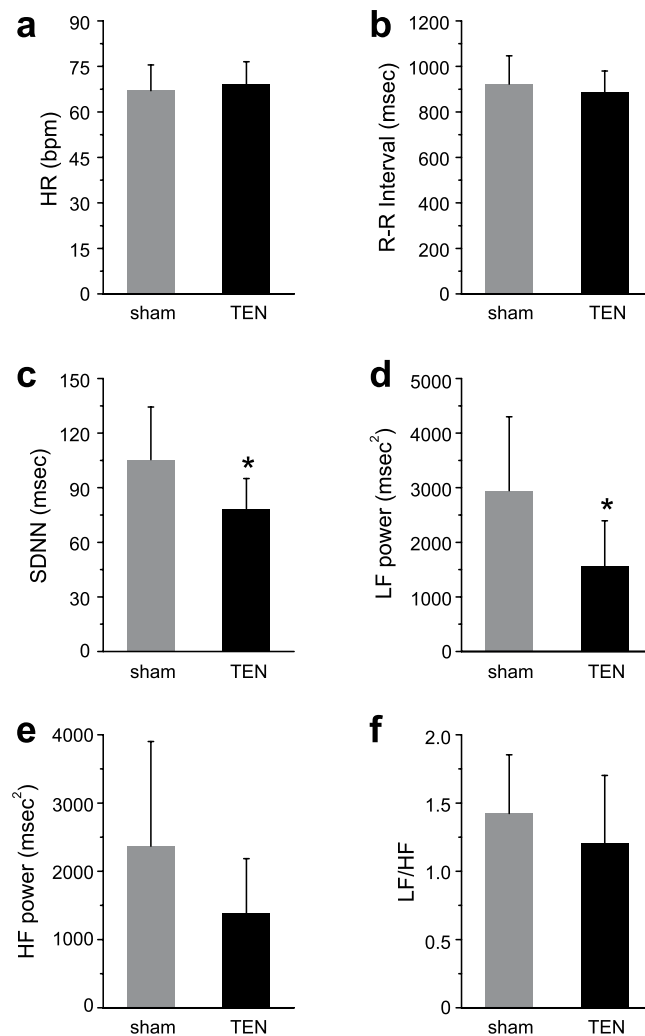 a
HR (bpm)
90
75
60
45
30
15
0
sham TEN
b
R-R Interval (msec)
1200
1000
800
600
400
200
0
sham TEN
c
SDNN (msec)
150
120
90
60
30
0
*
sham TEN
d
LF power (msec²)
5000
4000
3000
2000
1000
0
*
sham TEN
e
HF power (msec²)
4000
3000
2000
1000
0
sham TEN
f
LF/HF
2.0
1.5
1.0
0.5
0
sham TEN